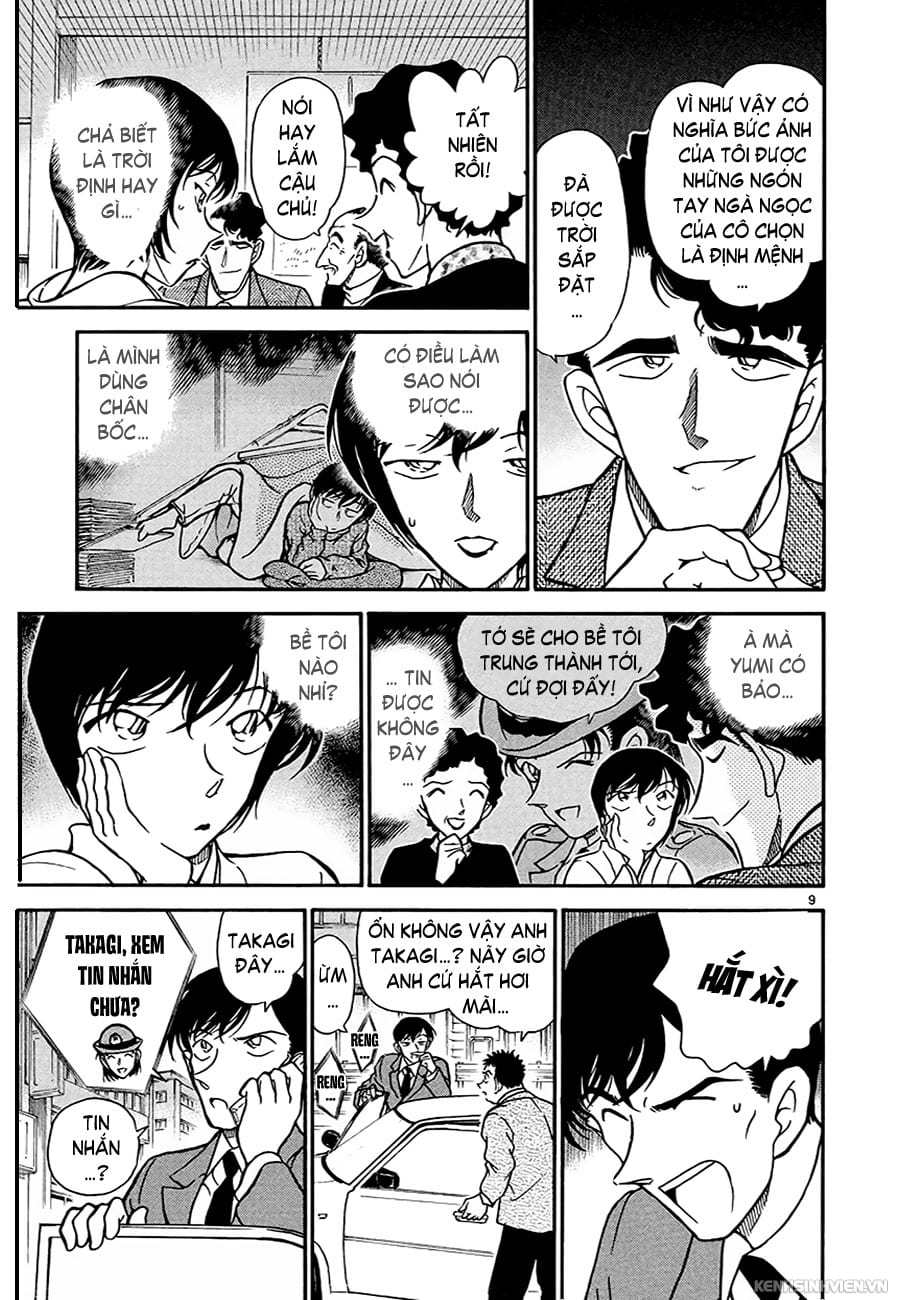 VÌ NHƯ VẬY CÓ
NGHĨA BỨC ẢNH
CỦA TÔI ĐƯỢC
NHỮNG NGÓN
TAY NGÀ NGỌC
CỦA CÔ CHỌN
LÀ ĐỊNH MỆNH
...
ĐÃ
ĐƯỢC
TRỜI
SẮP
ĐẶT
...
TẤT
NHIÊN
RỒI!
NÓI
HAY
LẮM
CẬU
CHỦ!
CHẢ BIẾT
LÀ TRỜI
ĐỊNH HAY
GÌ...
CÓ ĐIỀU LÀM
SAO NÓI
ĐƯỢC...
LÀ MÌNH
DÙNG
CHÂN
BỐC...
À MÀ
YUMI CÓ
BẢO...
TỚ SẼ CHO BỀ TÔI
TRUNG THÀNH TỚI,
CỨ ĐỢI ĐẤY!
...
TIN
ĐƯỢC
KHÔNG
ĐÂY
...
BỀ TÔI
NÀO
NHỈ?
9
HẮT XÌ!
ỔN KHÔNG VẬY ANH
TAKAGI...? NÃY GIỜ
ANH CỨ HẮT HƠI
MÃI...
ỪM
...
RENG
...
RENG
...
TAKAGI
ĐÂY...
TAKAGI, XEM
TIN NHẮN
CHƯA?
TIN
NHẮN
...?
KENHSINHVIEN.VN